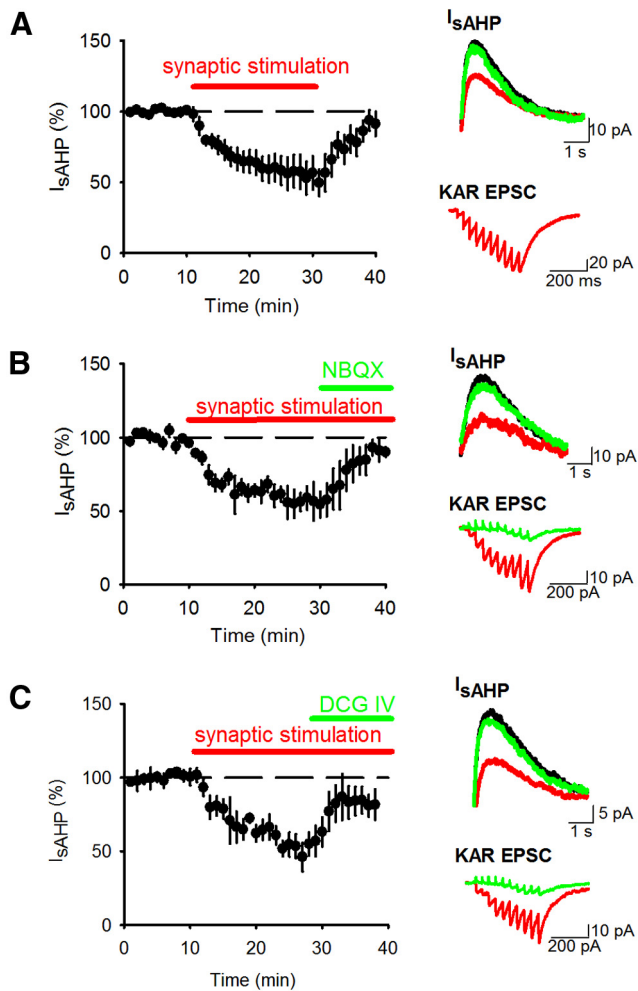 A
150
100
50
0
I sAHP (%)
synaptic stimulation
0 10 20 30 40
Time (min)
IsAHP
10 pA
1 s
KAR EPSC
20 pA
200 ms
B
150
100
50
0
IsAHP (%)
NBQX
synaptic stimulation
0 10 20 30 40
Time (min)
IsAHP
10 pA
1 s
KAR EPSC
10 pA
200 pA
C
150
100
50
0
IsAHP (%)
DCG IV
synaptic stimulation
0 10 20 30 40
Time (min)
IsAHP
5 pA
1 s
KAR EPSC
10 pA
200 pA